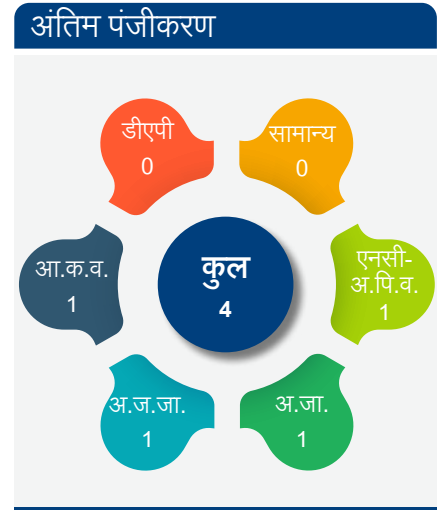 अंतिम पंजीकरण
डीएपी
0
सामान्य
0
आ.क.व.
1
कुल
4
एनसी-
अ.पि.व.
1
अ.ज.जा.
1
अ.जा.
1